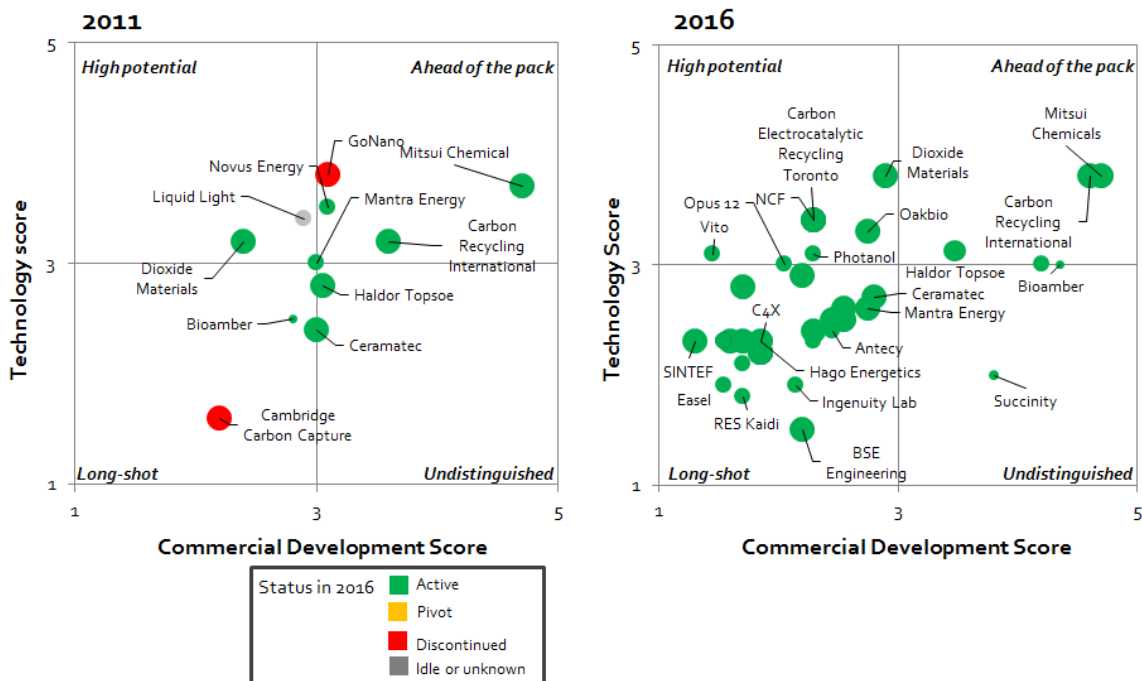 2011
5
High potential
Ahead of the pack
GoNano
Novus Energy
Mitsui Chemical
Liquid Light
Mantra Energy
Carbon
Recycling
International
3
Dioxide
Materials
Haldor Topsoe
Bioamber
Ceramatec
Cambridge
Carbon Capture
Long-shot
Undistinguished
1
1
3
5
Technology score
Commercial Development Score
2016
5
High potential
Ahead of the pack
Carbon
Electrocatalytic
Recycling
Toronto
Mitsui
Chemicals
Dioxide
Materials
NCF
Opus 12
Oakbio
Carbon
Recycling
International
Vito
Photanol
3
Haldor Topsoe
Bioamber
Ceramatec
C4X
Mantra Energy
Antecy
SINTEF
Hago Energetics
Succinity
Easel
Ingenuity Lab
RES Kaidi
BSE
Engineering
Long-shot
Undistinguished
1
1
3
5
Technology Score
Commercial Development Score
Status in 2016
Active
Pivot
Discontinued
Idle or unknown